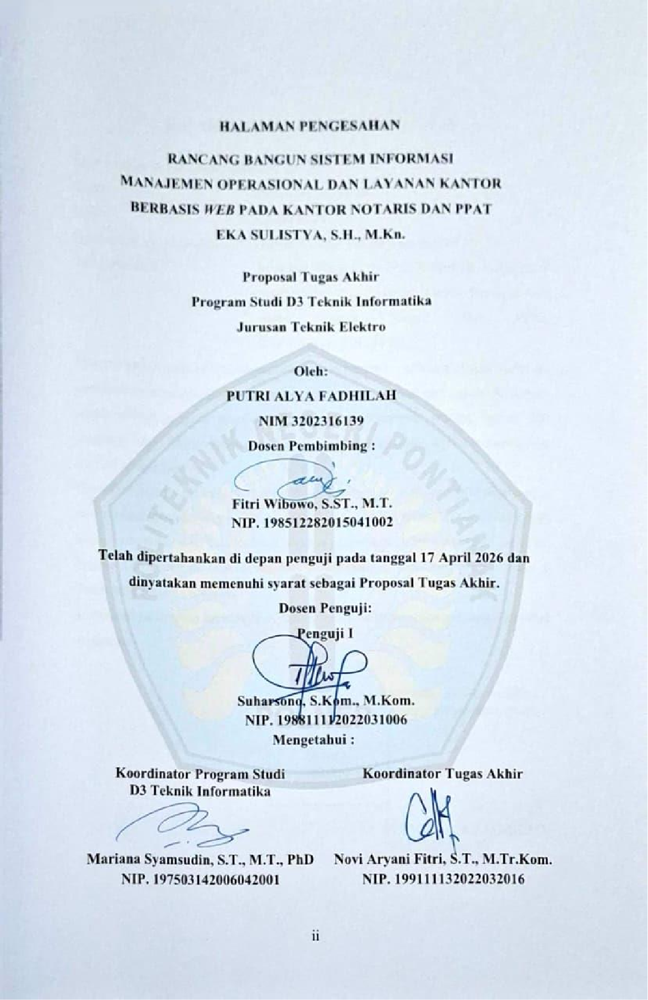 HALAMAN PENGESAHAN
RANCANG BANGUN SISTEM INFORMASI
MANAJEMEN OPERASIONAL DAN LAYANAN KANTOR
BERBASIS WEB PADA KANTOR NOTARIS DAN PPAT
EKA SULISTYA, S.H., M.Kn.
Proposal Tugas Akhir
Program Studi D3 Teknik Informatika
Jurusan Teknik Elektro
Oleh:
PUTRI ALYA FADHILAH
NIM 3202316139
POLITEKNIK NEGERI PONTIANAK
Dosen Pembimbing :
Fitri Wibowo, S.ST., M.T.
NIP. 198512282015041002
Telah dipertahankan di depan penguji pada tanggal 17 April 2026 dan
dinyatakan memenuhi syarat sebagai Proposal Tugas Akhir.
Dosen Penguji:
Penguji I
Suharsono, S.Kom., M.Kom.
NIP. 198811112022031006
Mengetahui :
Koordinator Program Studi
D3 Teknik Informatika
Koordinator Tugas Akhir
Mariana Syamsudin, S.T., M.T., PhD
NIP. 197503142006042001
Novi Aryani Fitri, S.T., M.Tr.Kom.
NIP. 199111132022032016
ii